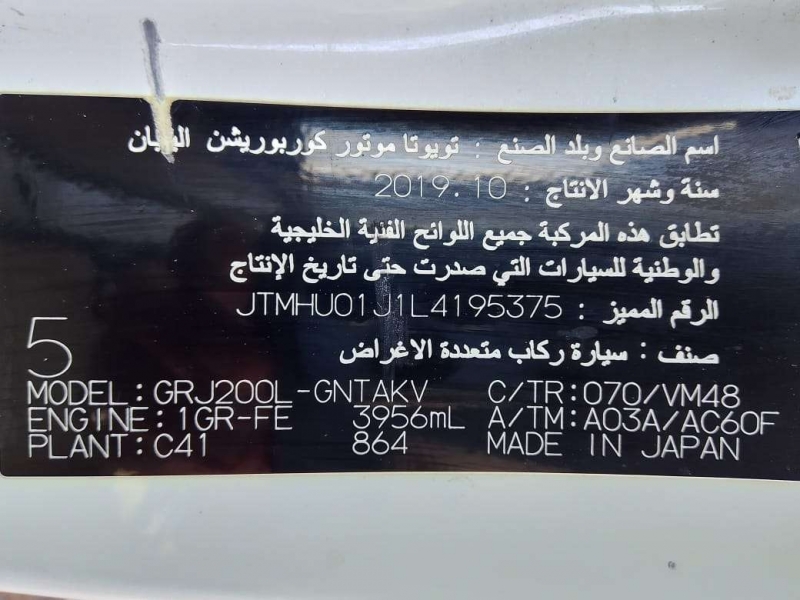 اسم الصانع وبلد الصنع : تويوتا موتور كوربوريشن اليابان
سنة وشهر الانتاج : 2019.10
تطابق هذه المركبة جميع اللوائح الفنية الخليجية
والوطنية للسيارات التي صدرت حتى تاريخ الإنتاج
الرقم المميز : JTMHU01J1L4195375
صنف : سيارة ركاب متعددة الاغراض
5
MODEL:GRJ200L-GNTAKV C/TR:070/VM48
ENGINE:1GR-FE 3956mL A/TM:A03A/AC60F
PLANT:C41 864 MADE IN JAPAN